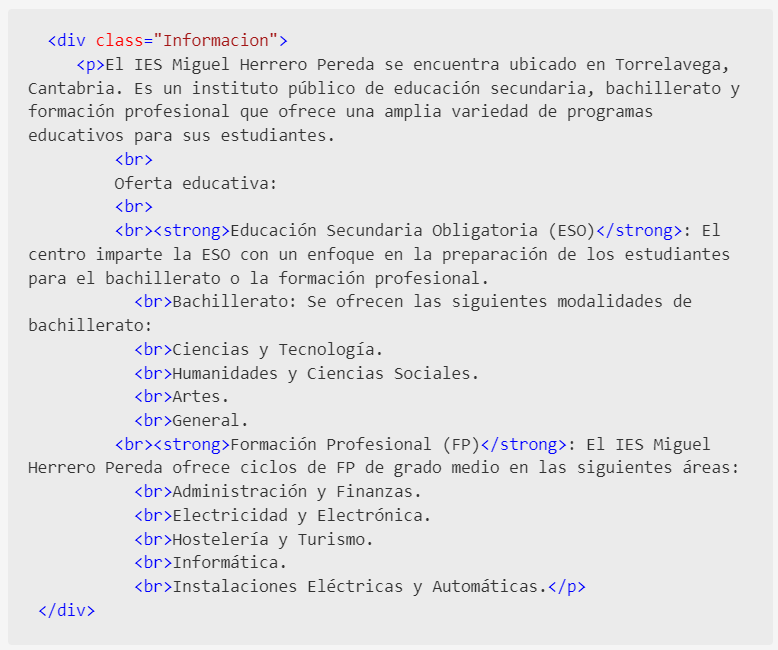 <div class="Informacion">
<p>El IES Miguel Herrero Pereda se encuentra ubicado en Torrelavega,
Cantabria. Es un instituto público de educación secundaria, bachillerato y
formación profesional que ofrece una amplia variedad de programas
educativos para sus estudiantes.
<br>
Oferta educativa:
<br>
<br><strong>Educación Secundaria Obligatoria (ESO)</strong>: El
centro imparte la ESO con un enfoque en la preparación de los estudiantes
para el bachillerato o la formación profesional.
<br>Bachillerato: Se ofrecen las siguientes modalidades de
bachillerato:
<br>Ciencias y Tecnología.
<br>Humanidades y Ciencias Sociales.
<br>Artes.
<br>General.
<br><strong>Formación Profesional (FP)</strong>: El IES Miguel
Herrero Pereda ofrece ciclos de FP de grado medio en las siguientes áreas:
<br>Administración y Finanzas.
<br>Electricidad y Electrónica.
<br>Hostelería y Turismo.
<br>Informática.
<br>Instalaciones Eléctricas y Automáticas.</p>
</div>